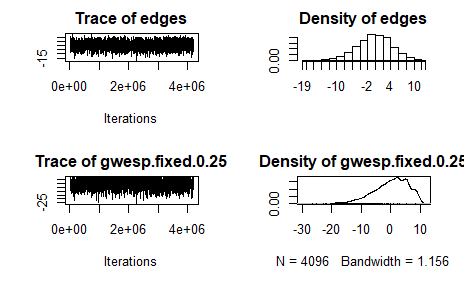 Trace of edges
-15
0e+00 2e+06 4e+06
Iterations
Density of edges
0.00
-19 -10 -2 4 10
Trace of gwesp.fixed.0.25
-25
0e+00 2e+06 4e+06
Iterations
Density of gwesp.fixed.0.25
0.00
-30 -20 -10 0 10
N = 4096 Bandwidth = 1.156